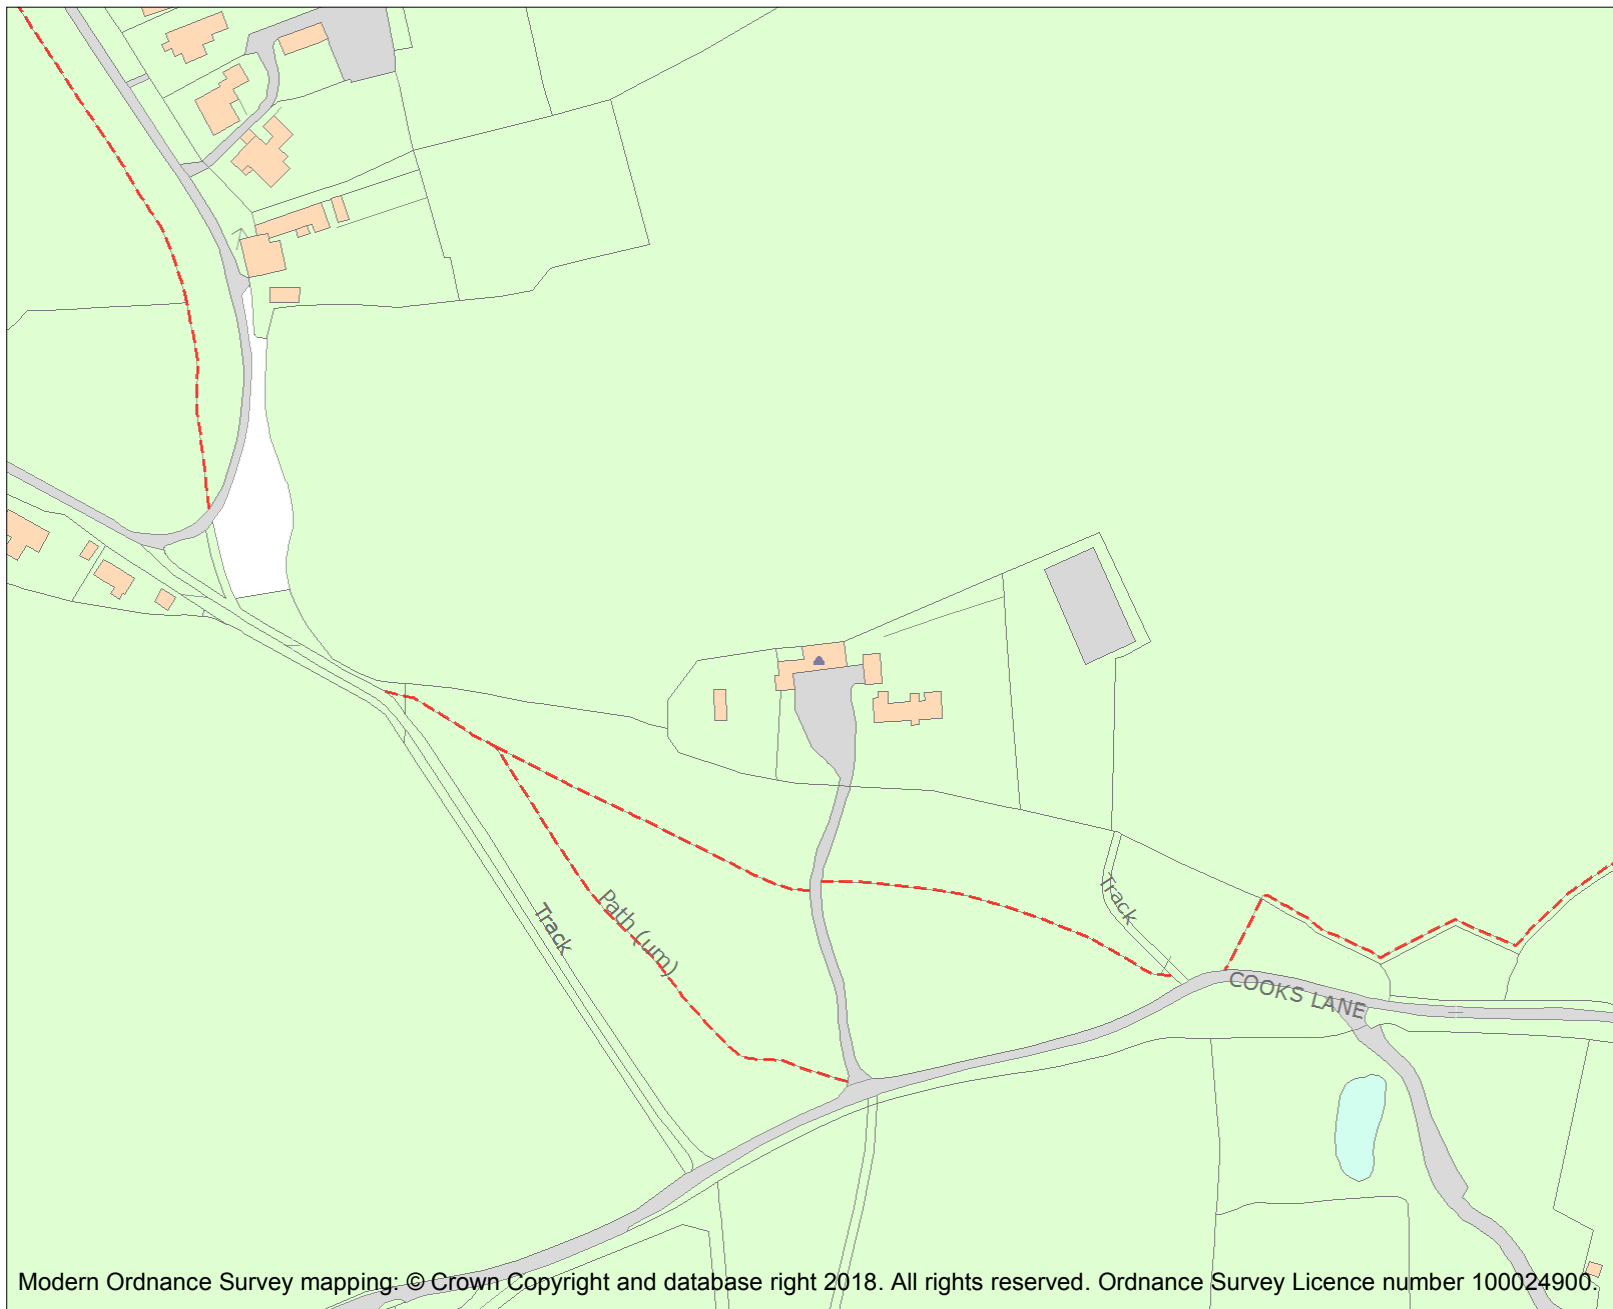 Track
Path (um)
Track
COOKS LANE
Modern Ordnance Survey mapping: © Crown Copyright and database right 2018. All rights reserved. Ordnance Survey Licence number 100024900.